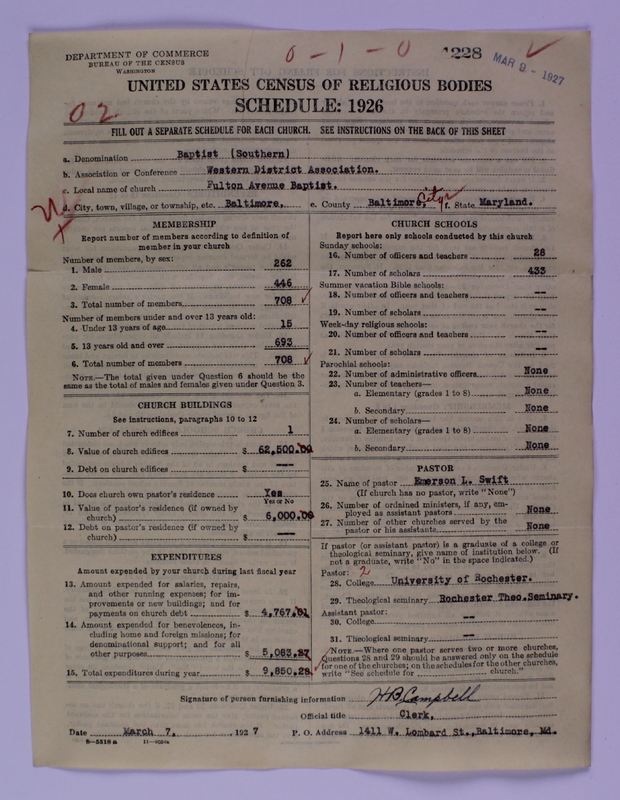 DEPARTMENT OF COMMERCE
BUREAU OF THE CENSUS
WASHINGTON
0-1-0
1228
MAR 9 - 1927
UNITED STATES CENSUS OF RELIGIOUS BODIES
SCHEDULE: 1926
02
FILL OUT A SEPARATE SCHEDULE FOR EACH CHURCH. SEE INSTRUCTIONS ON THE BACK OF THIS SHEET
a. Denomination Baptist (Southern)
b. Association or Conference Western District Association.
c. Local name of church Fulton Avenue Baptist.
d. City, town, village, or township, etc. Baltimore, e. County Baltimore, City f. State Maryland.
MEMBERSHIP
Report number of members according to definition of
member in your church
Number of members, by sex:
1. Male 262
2. Female 446
3. Total number of members 708
Number of members under and over 13 years old:
4. Under 13 years of age 15
5. 13 years old and over 693
6. Total number of members 708
NOTE.—The total given under Question 6 should be the
same as the total of males and females given under Question 3.
CHURCH BUILDINGS
See instructions, paragraphs 10 to 12
7. Number of church edifices 1
8. Value of church edifices $ 62,500.00
9. Debt on church edifices $ ---
10. Does church own pastor's residence Yes
Yes or No
11. Value of pastor's residence (if owned by
church) $ 6,000.00
12. Debt on pastor's residence (if owned by
church) $ ---
EXPENDITURES
Amount expended by your church during last fiscal year
13. Amount expended for salaries, repairs,
and other running expenses; for im-
provements or new buildings; and for
payments on church debt $ 4,767.01
14. Amount expended for benevolences, in-
cluding home and foreign missions; for
denominational support; and for all
other purposes $ 5,083.27
15. Total expenditures during year $ 9,850.28
CHURCH SCHOOLS
Report here only schools conducted by this church
Sunday schools:
16. Number of officers and teachers 28
17. Number of scholars 433
Summer vacation Bible schools:
18. Number of officers and teachers --
19. Number of scholars --
Week-day religious schools:
20. Number of officers and teachers --
21. Number of scholars --
Parochial schools:
22. Number of administrative officers None
23. Number of teachers—
a. Elementary (grades 1 to 8) None
b. Secondary None
24. Number of scholars—
a. Elementary (grades 1 to 8) None
b. Secondary None
PASTOR
25. Name of pastor Emerson L. Swift
(If church has no pastor, write "None")
26. Number of ordained ministers, if any, em-
ployed as assistant pastors None
27. Number of other churches served by the
pastor or his assistants None
If pastor (or assistant pastor) is a graduate of a college or
theological seminary, give name of institution below. (If
not a graduate, write "No" in the space indicated.)
Pastor: 2
28. College University of Rochester.
29. Theological seminary Rochester Theo.Seminary.
Assistant pastor:
30. College --
31. Theological seminary --
NOTE.—Where one pastor serves two or more churches,
Questions 28 and 29 should be answered only on the schedule
for one of the churches; on the schedules for the other churches,
write "See schedule for church."
Signature of person furnishing information H B Campbell
Official title Clerk,
Date March 7, 1927 P. O. Address 1411 W. Lombard St., Baltimore, Md.
8-5518 a